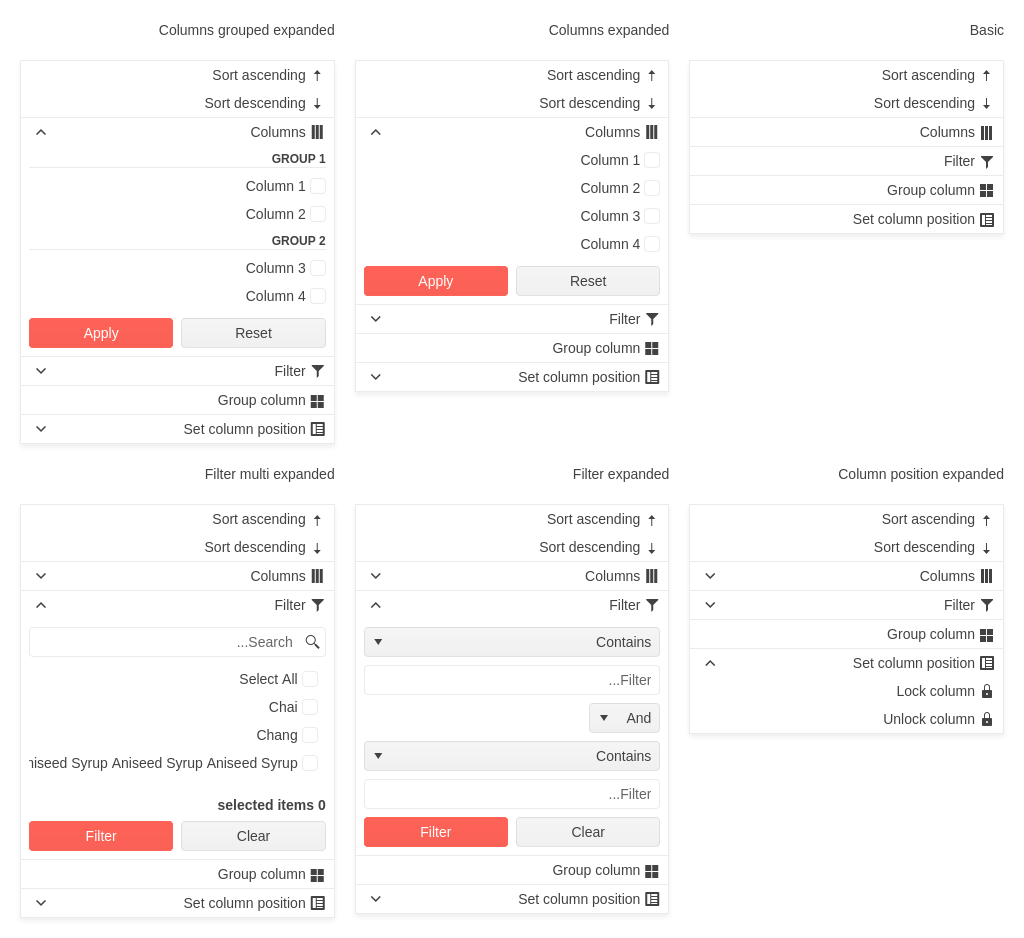 Columns grouped expanded
Sort ascending
Sort descending
Columns
GROUP 1
Column 1
Column 2
GROUP 2
Column 3
Column 4
Apply Reset
Filter
Group column
Set column position
Columns expanded
Sort ascending
Sort descending
Columns
Column 1
Column 2
Column 3
Column 4
Apply Reset
Filter
Group column
Set column position
Basic
Sort ascending
Sort descending
Columns
Filter
Group column
Set column position
Filter multi expanded
Sort ascending
Sort descending
Columns
Filter
...Search
Select All
Chai
Chang
Syrup Aniseed Syrup Aniseed Syrup
selected items 0
Filter Clear
Group column
Set column position
Filter expanded
Sort ascending
Sort descending
Columns
Filter
Contains
...Filter
And
Contains
...Filter
Filter Clear
Group column
Set column position
Column position expanded
Sort ascending
Sort descending
Columns
Filter
Group column
Set column position
Lock column
Unlock column